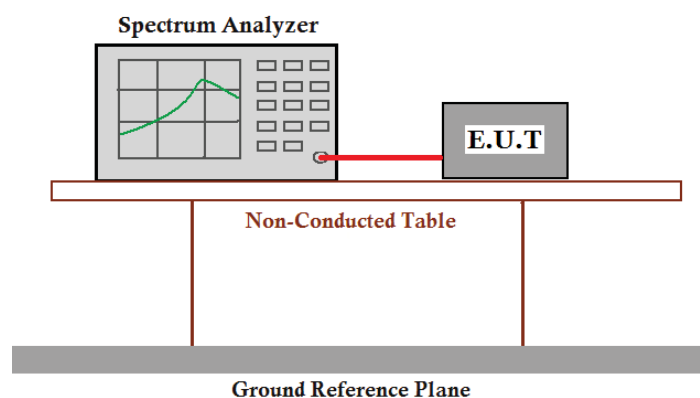 Spectrum Analyzer
E.U.T
Non-Conducted Table
Ground Reference Plane